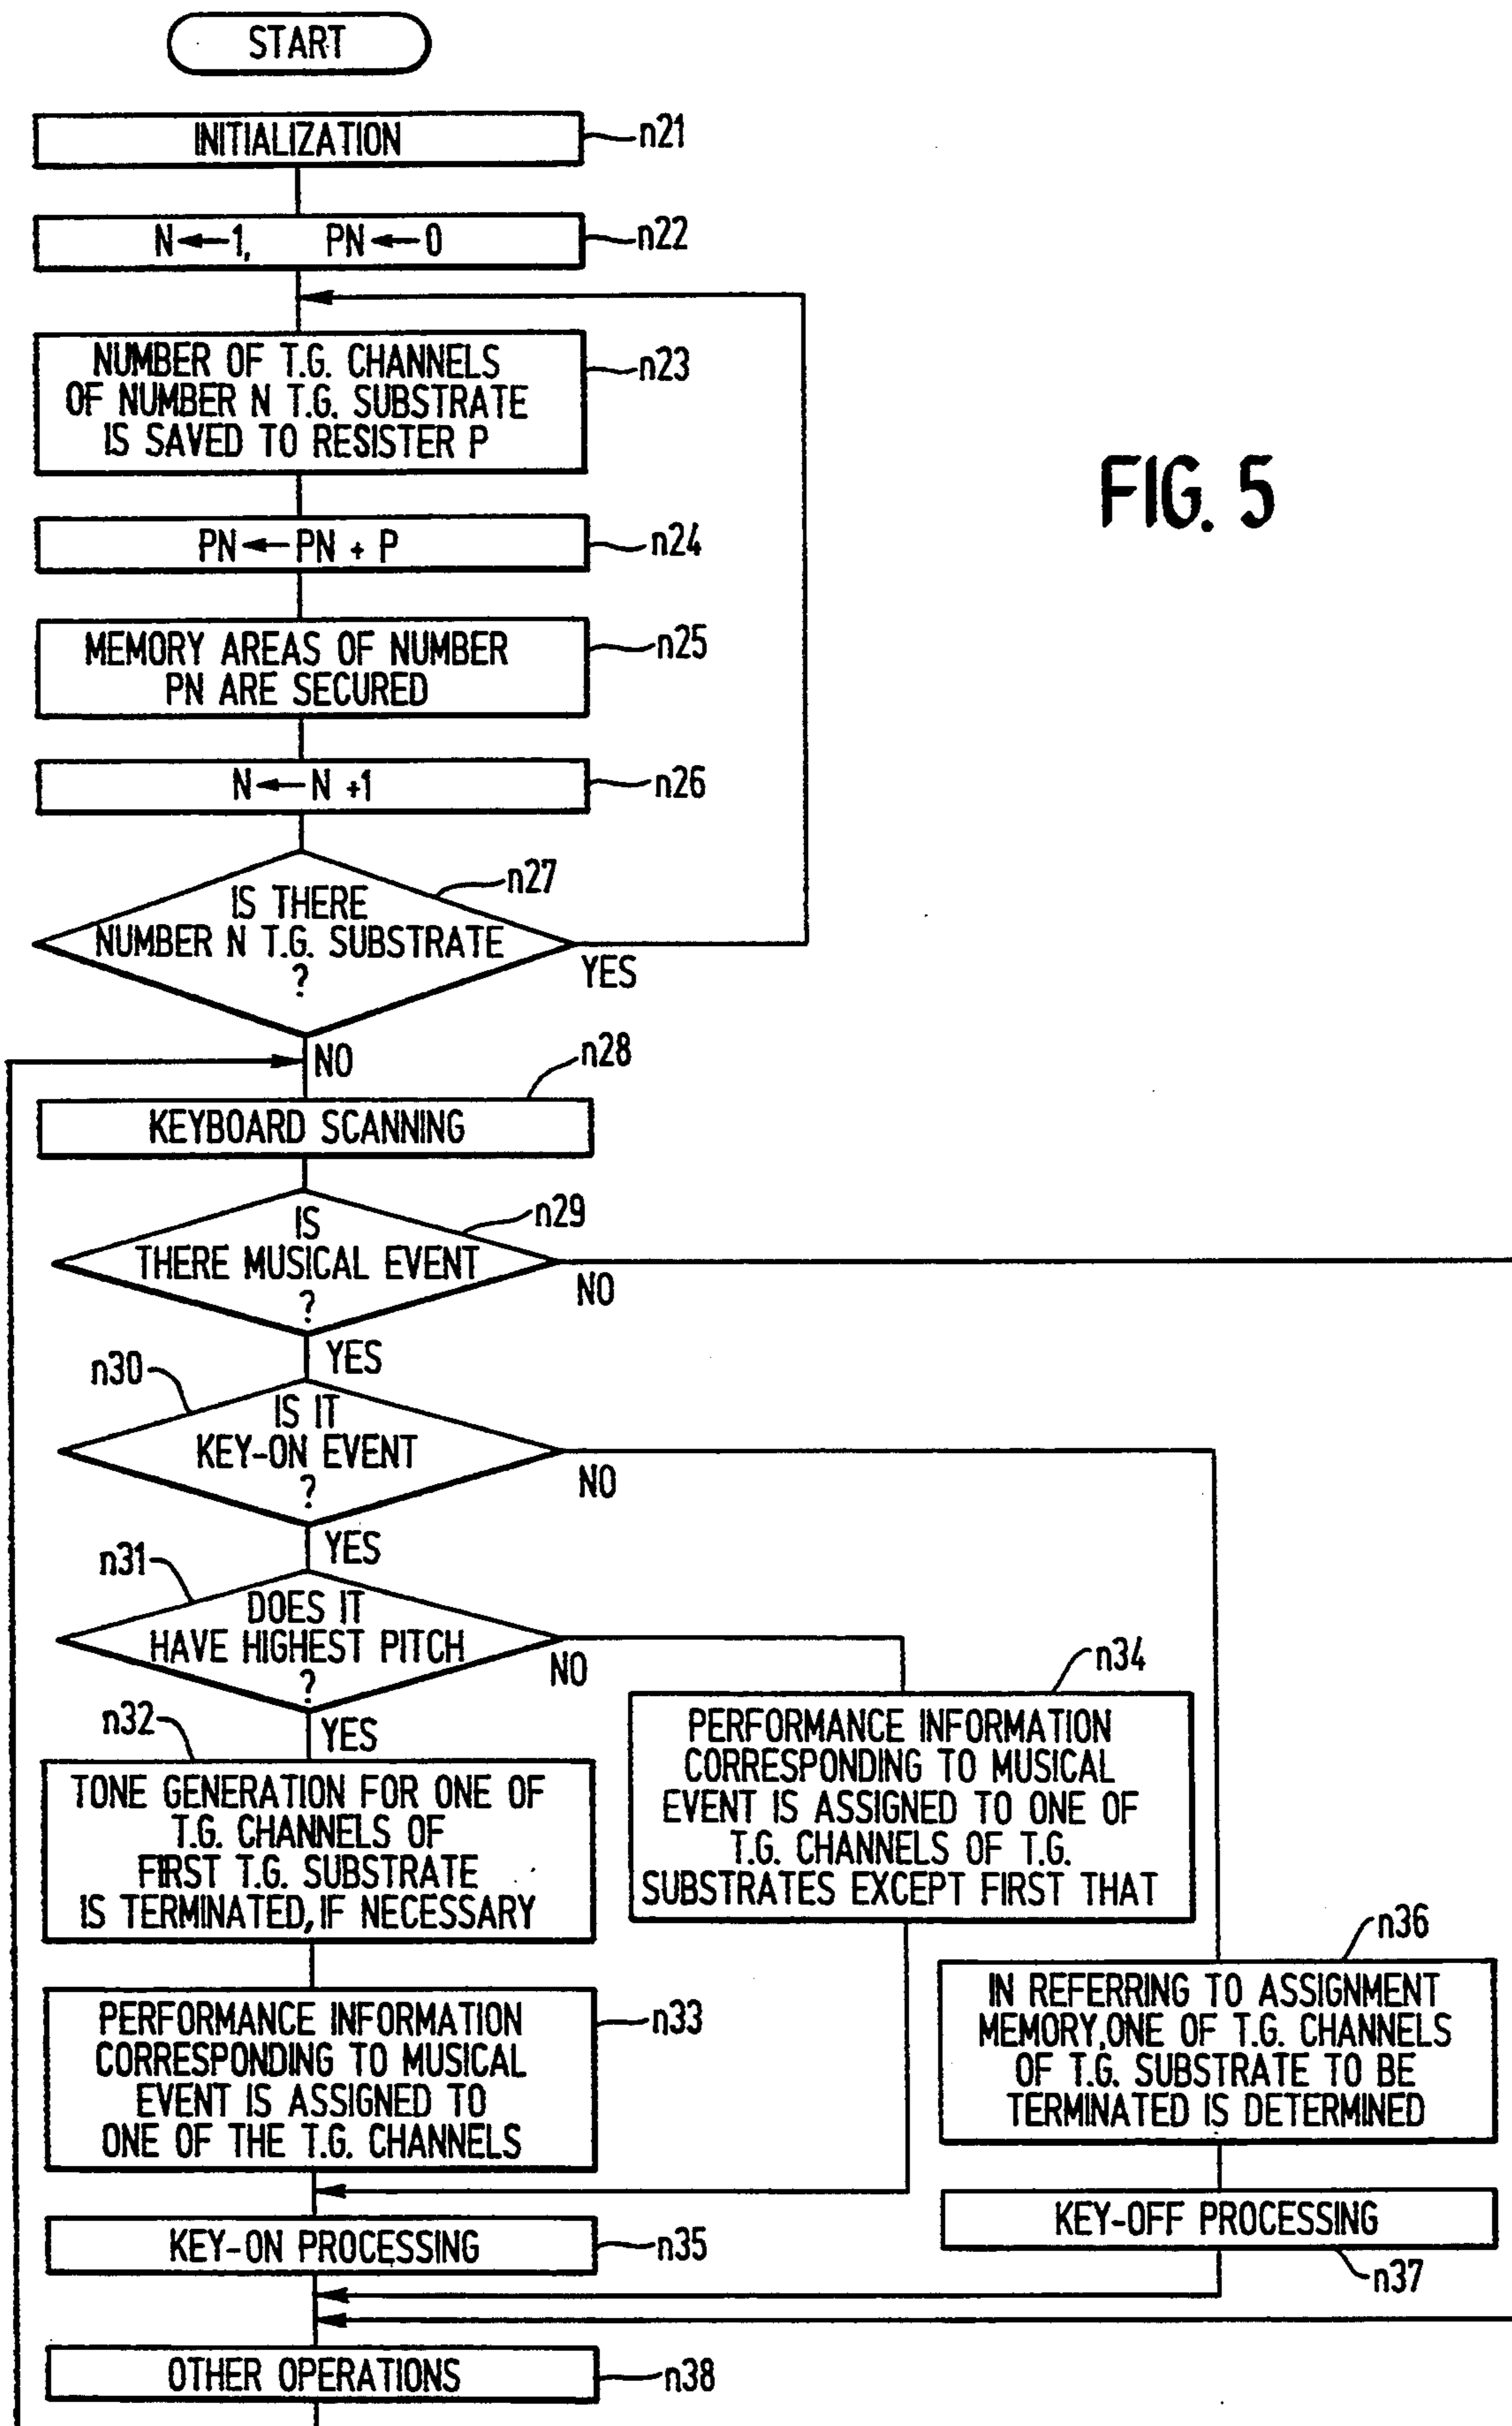 START
INITIALIZATION
n21
N←1, PN←0
n22
NUMBER OF T.G. CHANNELS
OF NUMBER N T.G. SUBSTRATE
IS SAVED TO RESISTER P
n23
FIG. 5
PN←PN + P
n24
MEMORY AREAS OF NUMBER
PN ARE SECURED
n25
N←N +1
n26
IS THERE
NUMBER N T.G. SUBSTRATE
?
n27
YES
NO
n28
KEYBOARD SCANNING
IS
THERE MUSICAL EVENT
?
n29
NO
YES
n30
IS IT
KEY-ON EVENT
?
NO
YES
n31
DOES IT
HAVE HIGHEST PITCH
?
NO
YES
n32
TONE GENERATION FOR ONE OF
T.G. CHANNELS OF
FIRST T.G. SUBSTRATE
IS TERMINATED, IF NECESSARY
n34
PERFORMANCE INFORMATION
CORRESPONDING TO MUSICAL
EVENT IS ASSIGNED TO ONE OF
T.G. CHANNELS OF T.G.
SUBSTRATES EXCEPT FIRST THAT
PERFORMANCE INFORMATION
CORRESPONDING TO MUSICAL
EVENT IS ASSIGNED TO
ONE OF THE T.G. CHANNELS
n33
n36
IN REFERRING TO ASSIGNMENT
MEMORY,ONE OF T.G. CHANNELS
OF T.G. SUBSTRATE TO BE
TERMINATED IS DETERMINED
KEY-ON PROCESSING
n35
KEY-OFF PROCESSING
n37
OTHER OPERATIONS
n38